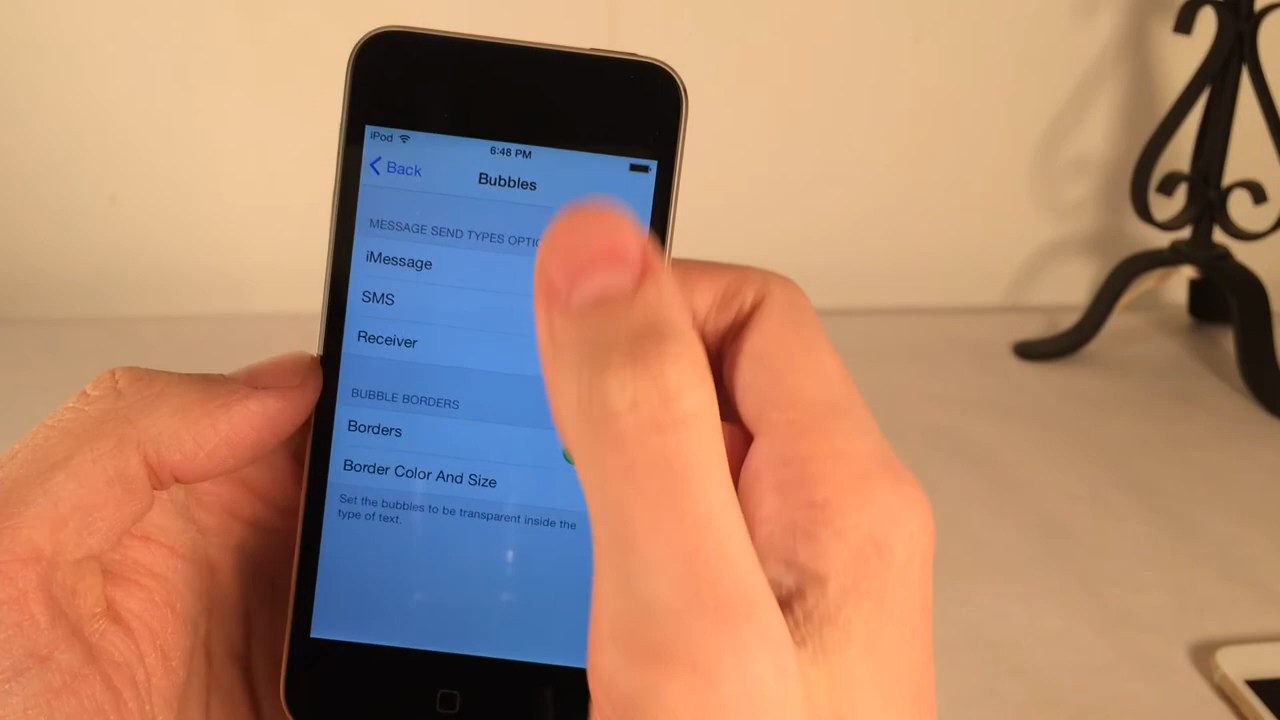 iPod
6:48 PM
Back
Bubbles
MESSAGE SEND TYPES
iMessage
SMS
Receiver
BUBBLE BORDERS
Borders
Border Color And Size
Set the bubbles to be transparent inside the
type of text.